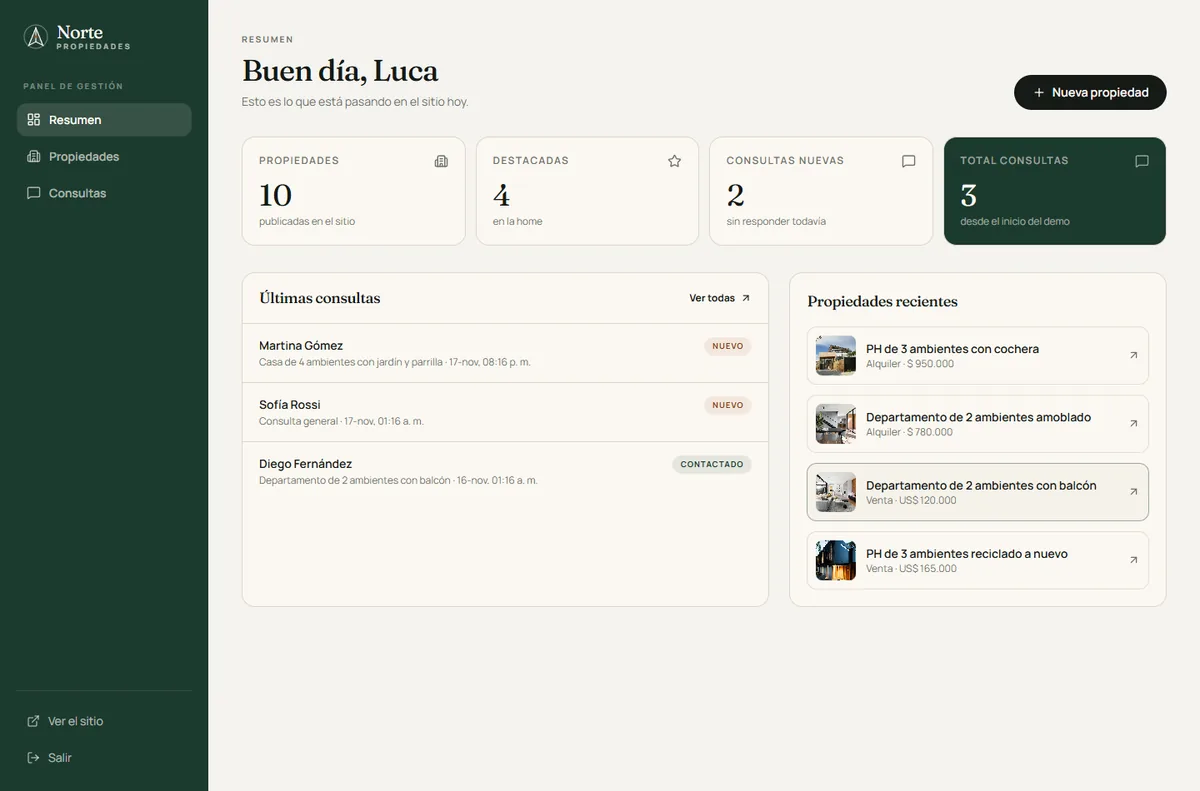 Norte
PROPIEDADES
PANEL DE GESTIÓN
Resumen
Propiedades
Consultas
Ver el sitio
Salir
RESUMEN
Buen día, Luca
Esto es lo que está pasando en el sitio hoy.
+ Nueva propiedad
PROPIEDADES
10
publicadas en el sitio
DESTACADAS
4
en la home
CONSULTAS NUEVAS
2
sin responder todavía
TOTAL CONSULTAS
3
desde el inicio del demo
Últimas consultas
Ver todas
Martina Gómez
NUEVO
Casa de 4 ambientes con jardín y parrilla · 17-nov, 08:16 p. m.
Sofía Rossi
NUEVO
Consulta general · 17-nov, 01:16 a. m.
Diego Fernández
CONTACTADO
Departamento de 2 ambientes con balcón · 16-nov, 01:16 a. m.
Propiedades recientes
PH de 3 ambientes con cochera
Alquiler · $ 950.000
Departamento de 2 ambientes amoblado
Alquiler · $ 780.000
Departamento de 2 ambientes con balcón
Venta · US$ 120.000
PH de 3 ambientes reciclado a nuevo
Venta · US$ 165.000